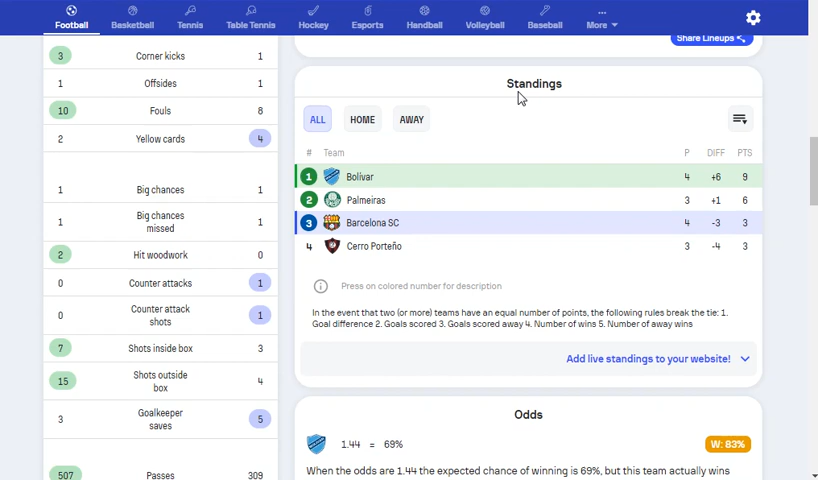 Football Basketball Tennis Table Tennis Hockey Esports Handball Volleyball Baseball More
Share Lineups
3 Corner kicks 1
1 Offsides 1
10 Fouls 8
2 Yellow cards 4
1 Big chances 1
1 Big chances missed 1
2 Hit woodwork 0
0 Counter attacks 1
0 Counter attack shots 1
7 Shots inside box 3
15 Shots outside box 4
3 Goalkeeper saves 5
507 Passes 309
Standings
ALL HOME AWAY
# Team P DIFF PTS
1 Bolívar 4 +6 9
2 Palmeiras 3 +1 6
3 Barcelona SC 4 -3 3
4 Cerro Porteño 3 -4 3
Press on colored number for description
In the event that two (or more) teams have an equal number of points, the following rules break the tie: 1.
Goal difference 2. Goals scored 3. Goals scored away 4. Number of wins 5. Number of away wins
Add live standings to your website!
Odds
1.44 = 69% W: 83%
When the odds are 1.44 the expected chance of winning is 69%, but this team actually wins